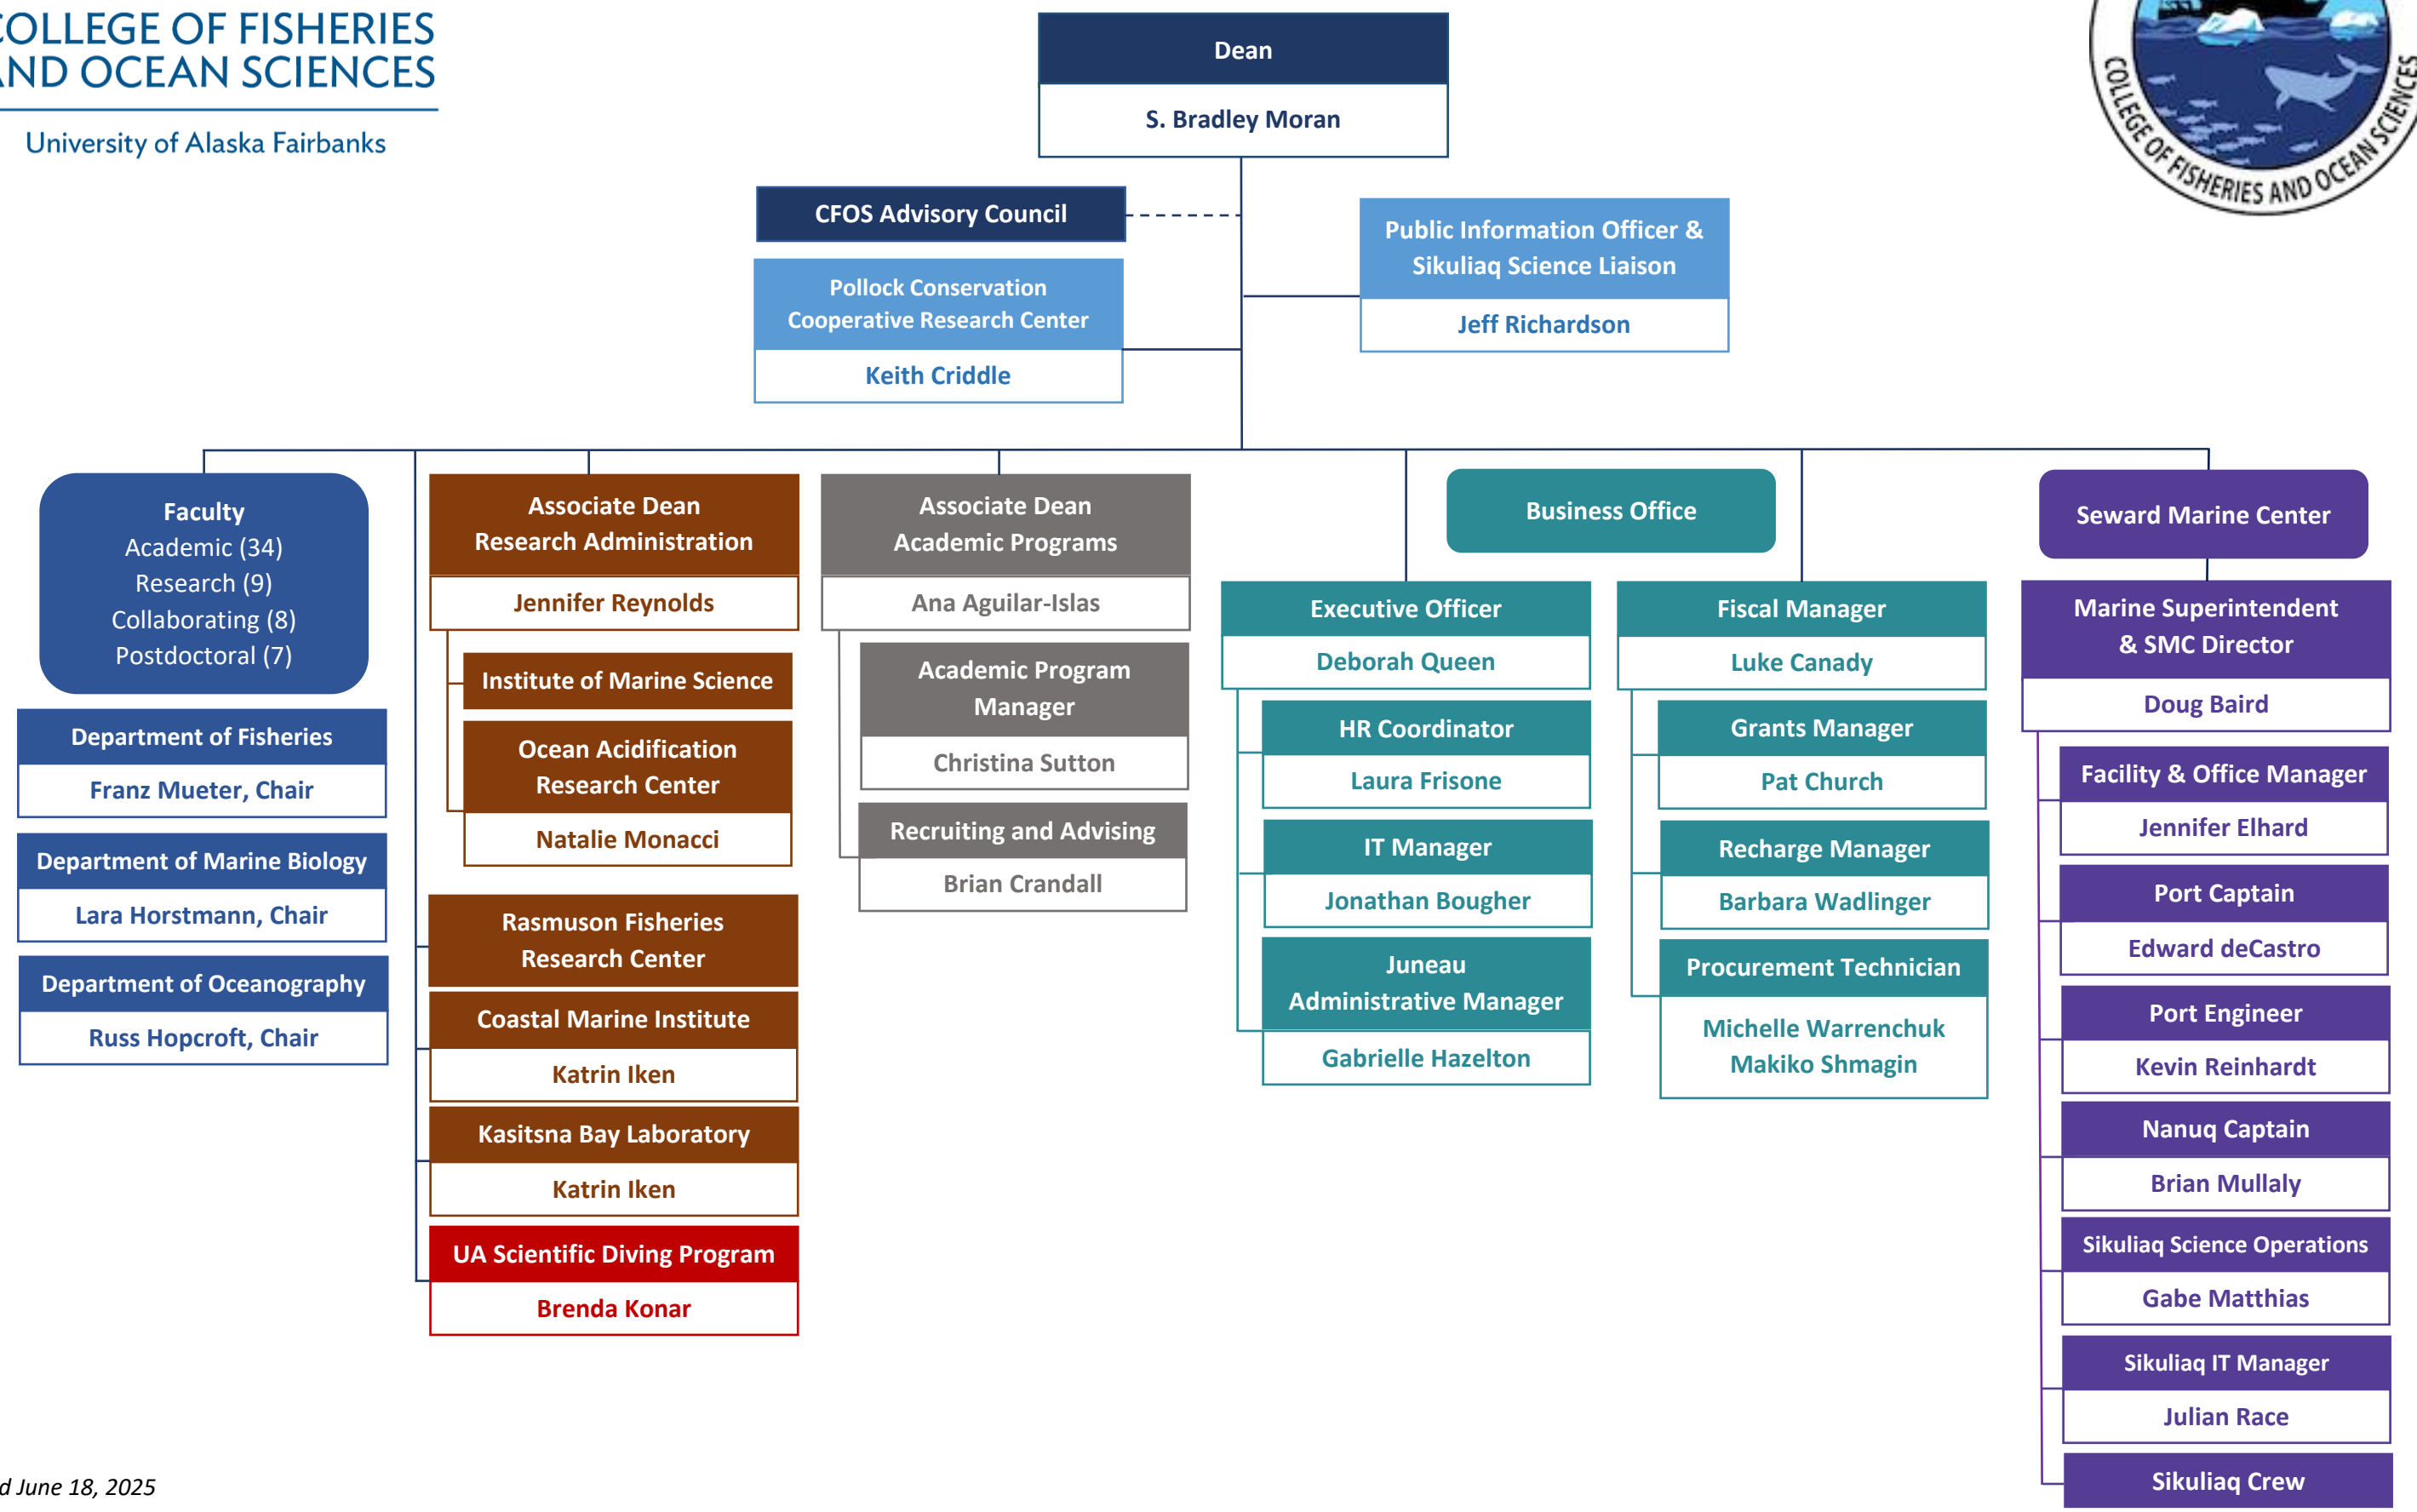 COLLEGE OF FISHERIES
AND OCEAN SCIENCES
University of Alaska Fairbanks
COLLEGE OF FISHERIES AND OCEAN SCIENCES
Dean
S. Bradley Moran
CFOS Advisory Council
Pollock Conservation
Cooperative Research Center
Keith Criddle
Public Information Officer &
Sikuliaq Science Liaison
Jeff Richardson
Faculty
Academic (34)
Research (9)
Collaborating (8)
Postdoctoral (7)
Department of Fisheries
Franz Mueter, Chair
Department of Marine Biology
Lara Horstmann, Chair
Department of Oceanography
Russ Hopcroft, Chair
Associate Dean
Research Administration
Jennifer Reynolds
Institute of Marine Science
Ocean Acidification
Research Center
Natalie Monacci
Rasmuson Fisheries
Research Center
Coastal Marine Institute
Katrin Iken
Kasitsna Bay Laboratory
Katrin Iken
UA Scientific Diving Program
Brenda Konar
Associate Dean
Academic Programs
Ana Aguilar-Islas
Academic Program
Manager
Christina Sutton
Recruiting and Advising
Brian Crandall
Business Office
Executive Officer
Deborah Queen
HR Coordinator
Laura Frisone
IT Manager
Jonathan Bougher
Juneau
Administrative Manager
Gabrielle Hazelton
Fiscal Manager
Luke Canady
Grants Manager
Pat Church
Recharge Manager
Barbara Wadlinger
Procurement Technician
Michelle Warrenchuk
Makiko Shmagin
Seward Marine Center
Marine Superintendent
& SMC Director
Doug Baird
Facility & Office Manager
Jennifer Elhard
Port Captain
Edward deCastro
Port Engineer
Kevin Reinhardt
Nanuq Captain
Brian Mullaly
Sikuliaq Science Operations
Gabe Matthias
Sikuliaq IT Manager
Julian Race
Sikuliaq Crew
d June 18, 2025